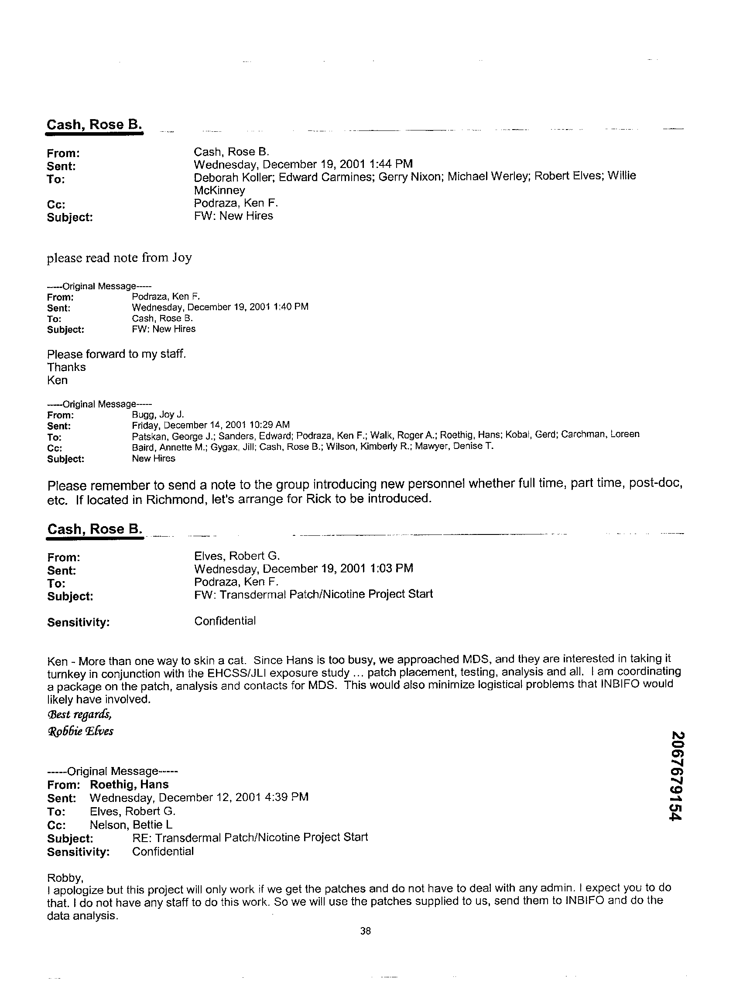 Cash, Rose B.
From: Cash, Rose B.
Sent: Wednesday, December 19, 2001 1:44 PM
To: Deborah Koller; Edward Carmines; Gerry Nixon; Michael Werley; Robert Elves; Willie
McKinney
Cc: Podraza, Ken F.
Subject: FW: New Hires
please read note from Joy
-----Original Message-----
From: Podraza, Ken F.
Sent: Wednesday, December 19, 2001 1:40 PM
To: Cash, Rose B.
Subject: FW: New Hires
Please forward to my staff.
Thanks
Ken
-----Original Message-----
From: Bugg, Joy J.
Sent: Friday, December 14, 2001 10:29 AM
To: Patskan, George J.; Sanders, Edward; Podraza, Ken F.; Walk, Roger A.; Roethig, Hans; Kobal, Gerd; Carchman, Loreen
Cc: Baird, Annette M.; Gygax, Jill; Cash, Rose B.; Wilson, Kimberly R.; Mawyer, Denise T.
Subject: New Hires
Please remember to send a note to the group introducing new personnel whether full time, part time, post-doc,
etc. If located in Richmond, let's arrange for Rick to be introduced.
Cash, Rose B.
From: Elves, Robert G.
Sent: Wednesday, December 19, 2001 1:03 PM
To: Podraza, Ken F.
Subject: FW: Transdermal Patch/Nicotine Project Start
Sensitivity: Confidential
Ken - More than one way to skin a cat. Since Hans is too busy, we approached MDS, and they are interested in taking it
turnkey in conjunction with the EHCSS/JLI exposure study ... patch placement, testing, analysis and all. I am coordinating
a package on the patch, analysis and contacts for MDS. This would also minimize logistical problems that INBIFO would
likely have involved.
Best regards,
Robbie Elves
-----Original Message-----
From: Roethig, Hans
Sent: Wednesday, December 12, 2001 4:39 PM
To: Elves, Robert G.
Cc: Nelson, Bettie L
Subject: RE: Transdermal Patch/Nicotine Project Start
Sensitivity: Confidential
Robby,
I apologize but this project will only work if we get the patches and do not have to deal with any admin. I expect you to do
that. I do not have any staff to do this work. So we will use the patches supplied to us, send them to INBIFO and do the
data analysis.
38
2067679154